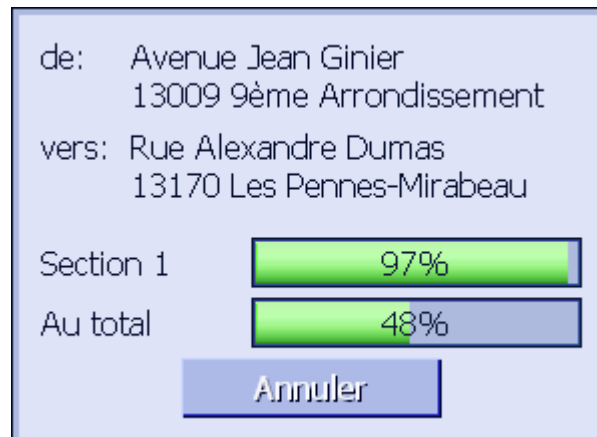 de: Avenue Jean Ginier
13009 9ème Arrondissement
vers: Rue Alexandre Dumas
13170 Les Pennes-Mirabeau
Section 1 97%
Au total 48%
Annuler